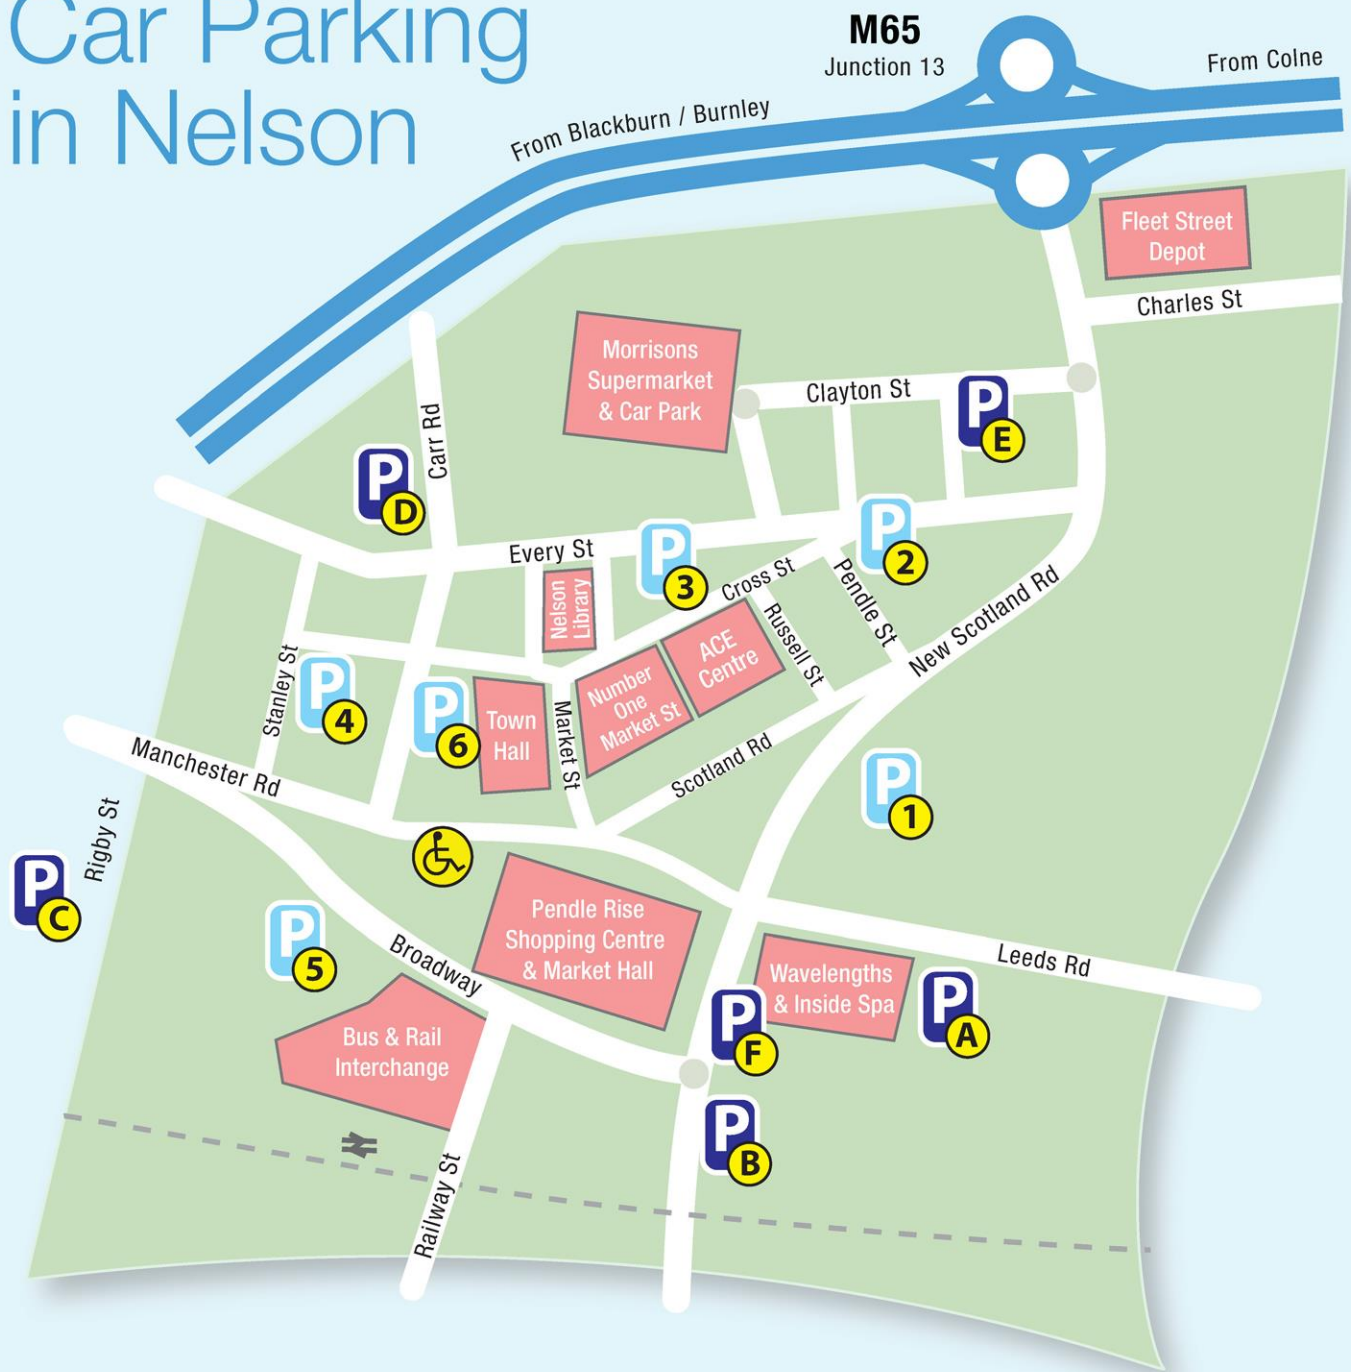 Car Parking
in Nelson
M65
Junction 13
From Colne
From Blackburn / Burnley
Fleet Street
Depot
Charles St
Morrisons
Supermarket
& Car Park
Clayton St
P
E
Carr Rd
P
D
Every St
P
3
P
2
Nelson
Library
Cross St
Pendle St
Russell St
New Scotland Rd
ACE
Centre
Number
One
Market St
Stanley St
P
4
P
6
Town
Hall
Market St
Scotland Rd
Manchester Rd
P
1
Rigby St
P
C
P
5
Broadway
Pendle Rise
Shopping Centre
& Market Hall
Leeds Rd
Wavelengths
& Inside Spa
P
A
P
F
Bus & Rail
Interchange
P
B
Railway St